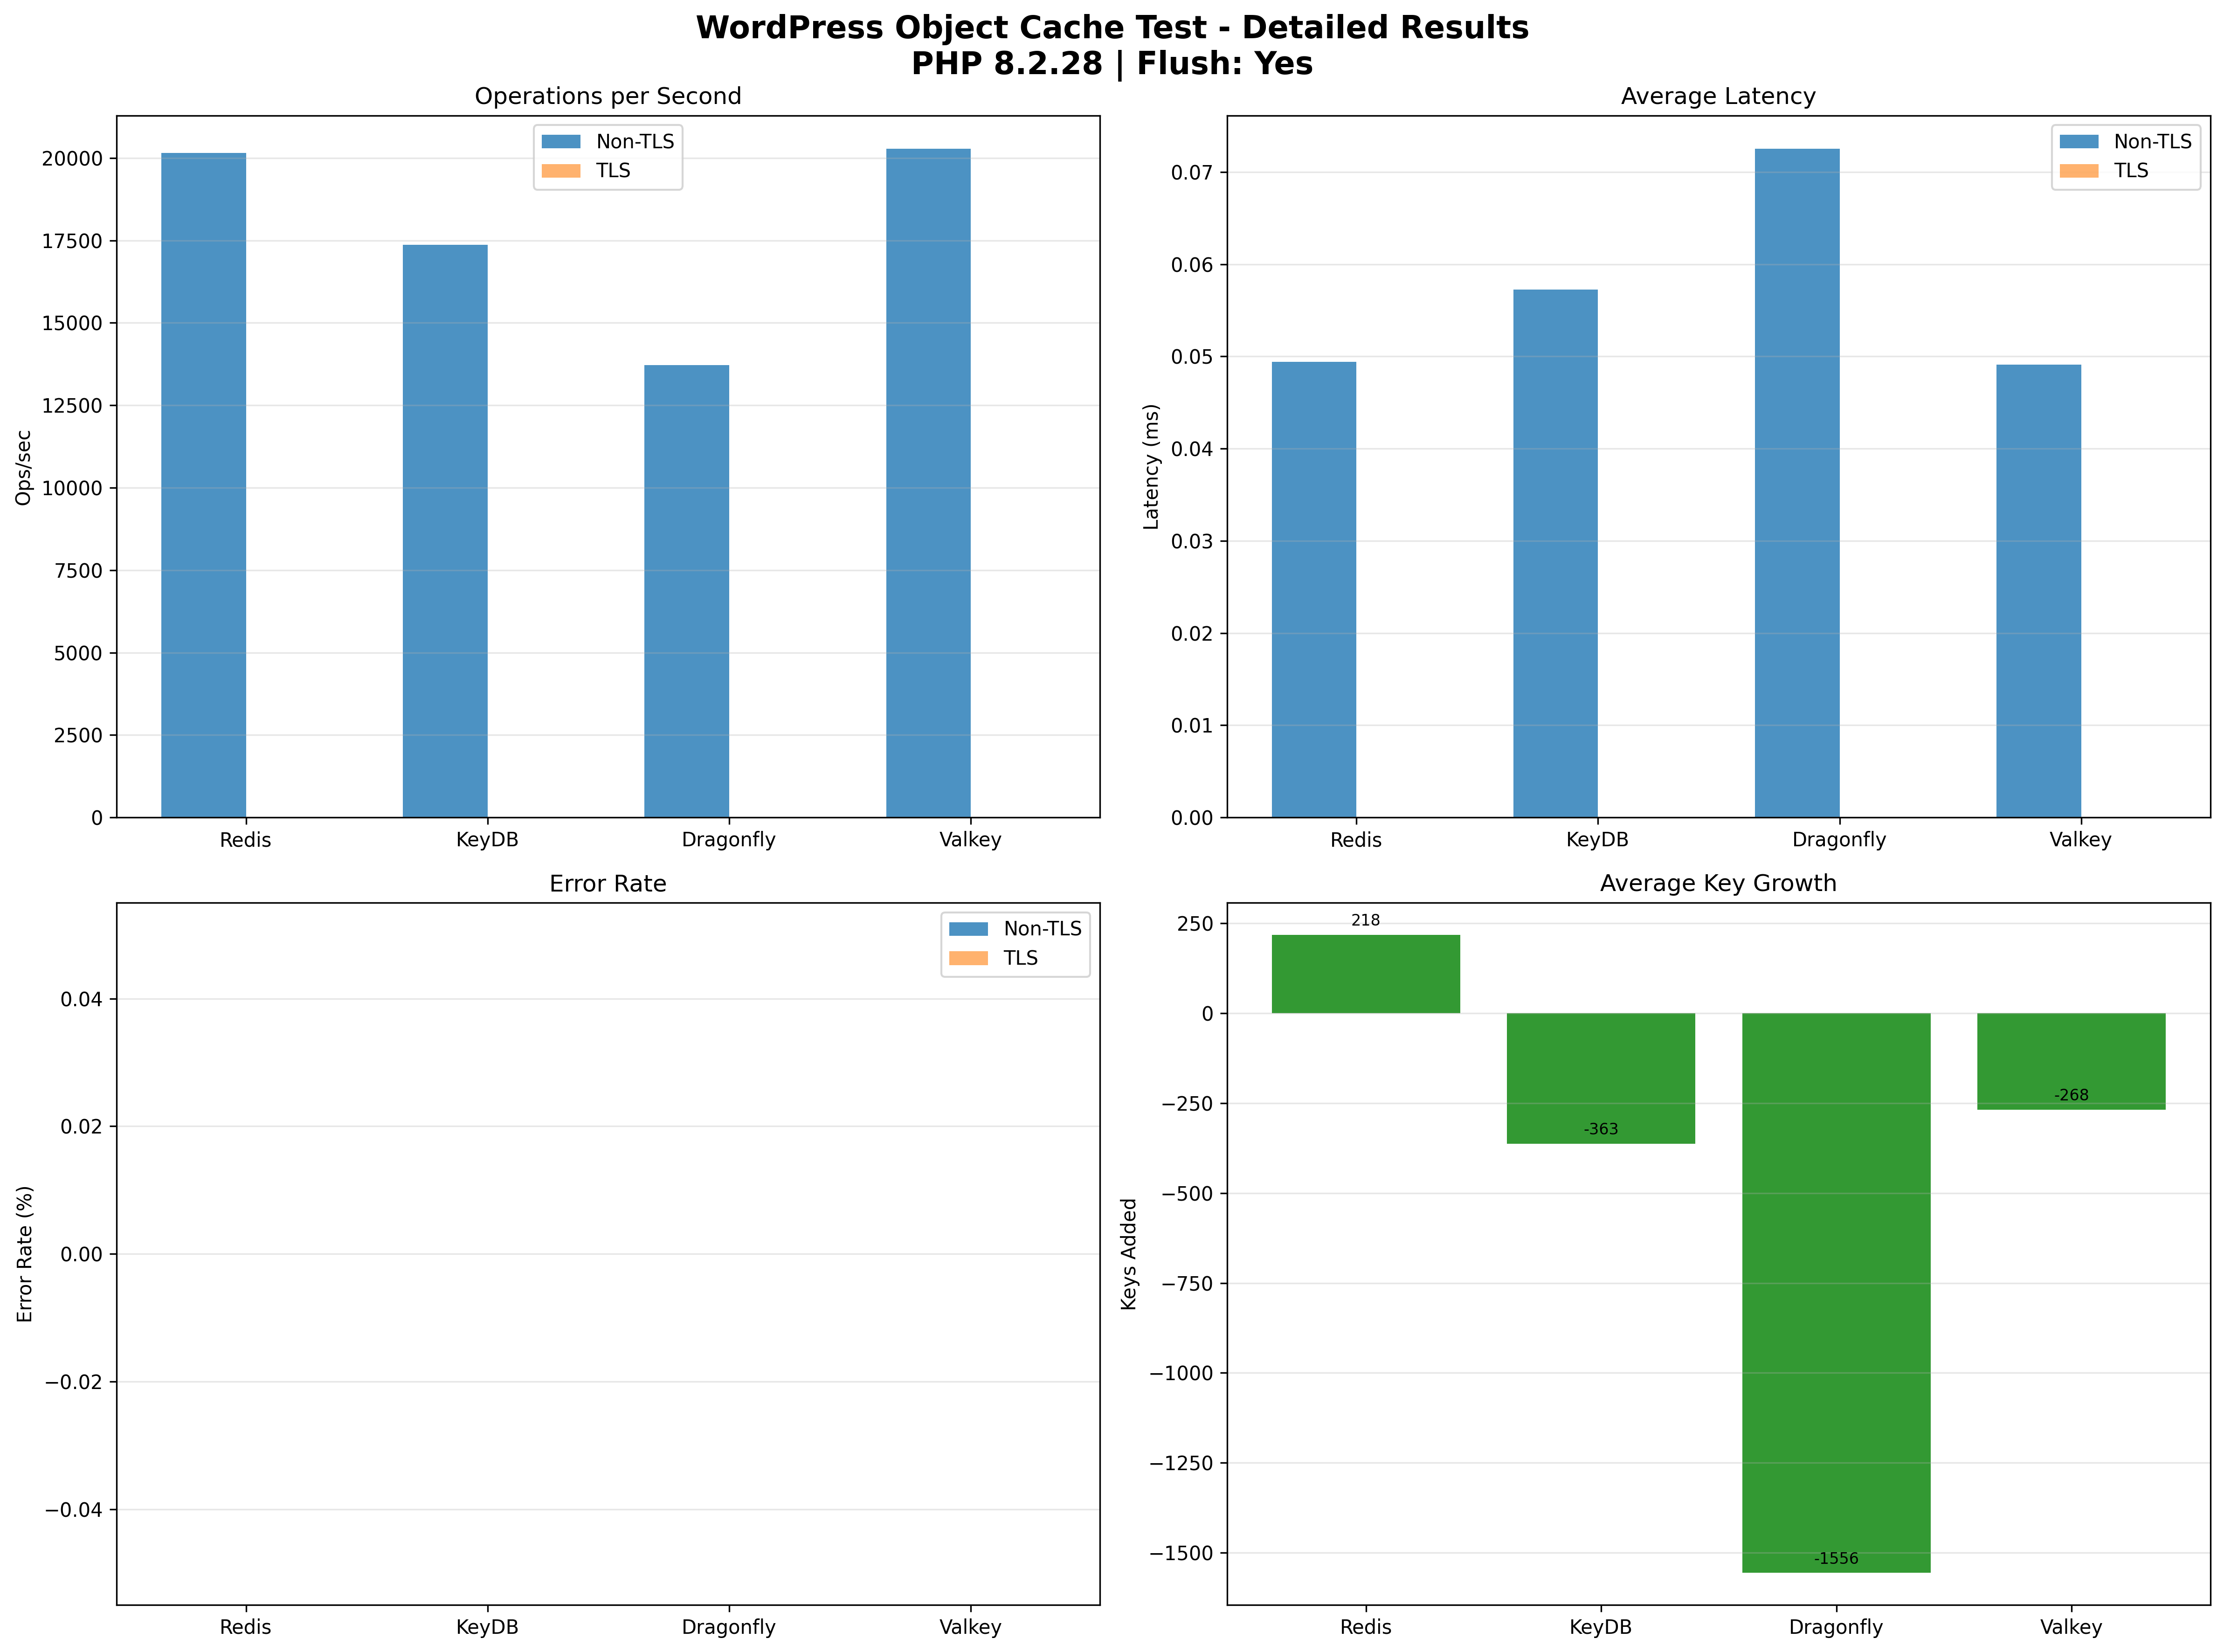 WordPress Object Cache Test - Detailed Results
PHP 8.2.28 | Flush: Yes
Operations per Second
Non-TLS
TLS
Ops/sec
20000
17500
15000
12500
10000
7500
5000
2500
0
Redis KeyDB Dragonfly Valkey
Average Latency
Non-TLS
TLS
Latency (ms)
0.07
0.06
0.05
0.04
0.03
0.02
0.01
0.00
Redis KeyDB Dragonfly Valkey
Error Rate
Non-TLS
TLS
Error Rate (%)
0.04
0.02
0.00
−0.02
−0.04
Redis KeyDB Dragonfly Valkey
Average Key Growth
Keys Added
250
0
−250
−500
−750
−1000
−1250
−1500
218
-363
-1556
-268
Redis KeyDB Dragonfly Valkey